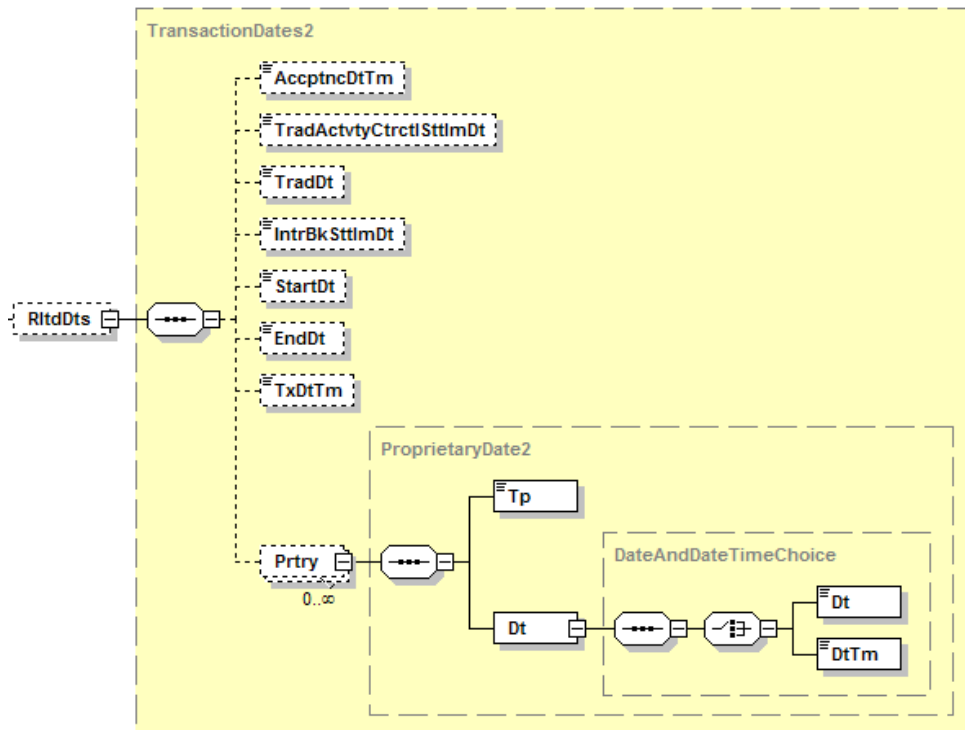 TransactionDates2
AccptncDtTm
TradActvtyCtrctlSttlmDt
TradDt
IntrBkSttlmDt
StartDt
RltdDts
EndDt
TxDtTm
ProprietaryDate2
Tp
Prtry
0..∞
DateAndDateTimeChoice
Dt
Dt
DtTm